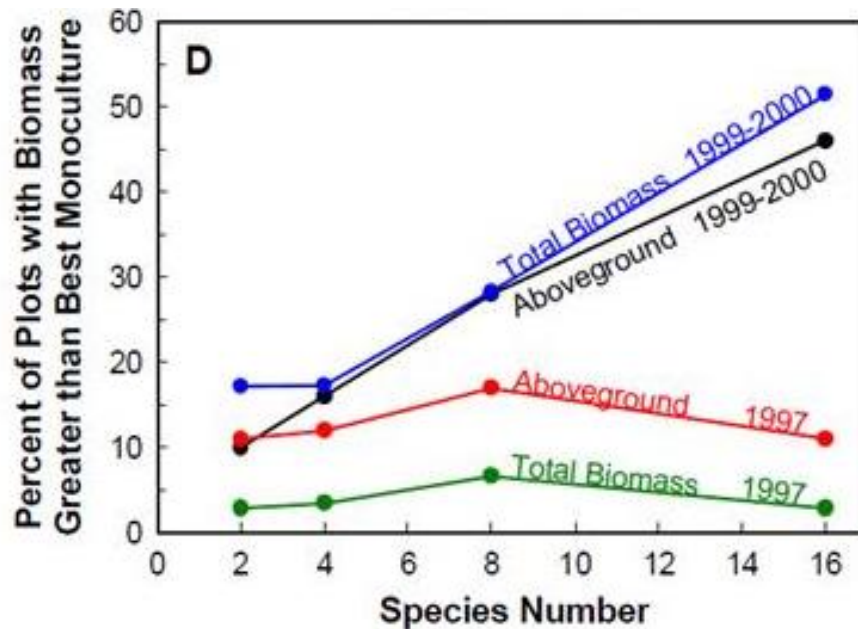 Percent of Plots with Biomass
Greater than Best Monoculture
60
50
40
30
20
10
0
D
Total Biomass 1999-2000
Aboveground 1999-2000
Aboveground 1997
Total Biomass 1997
0 2 4 6 8 10 12 14 16
Species Number